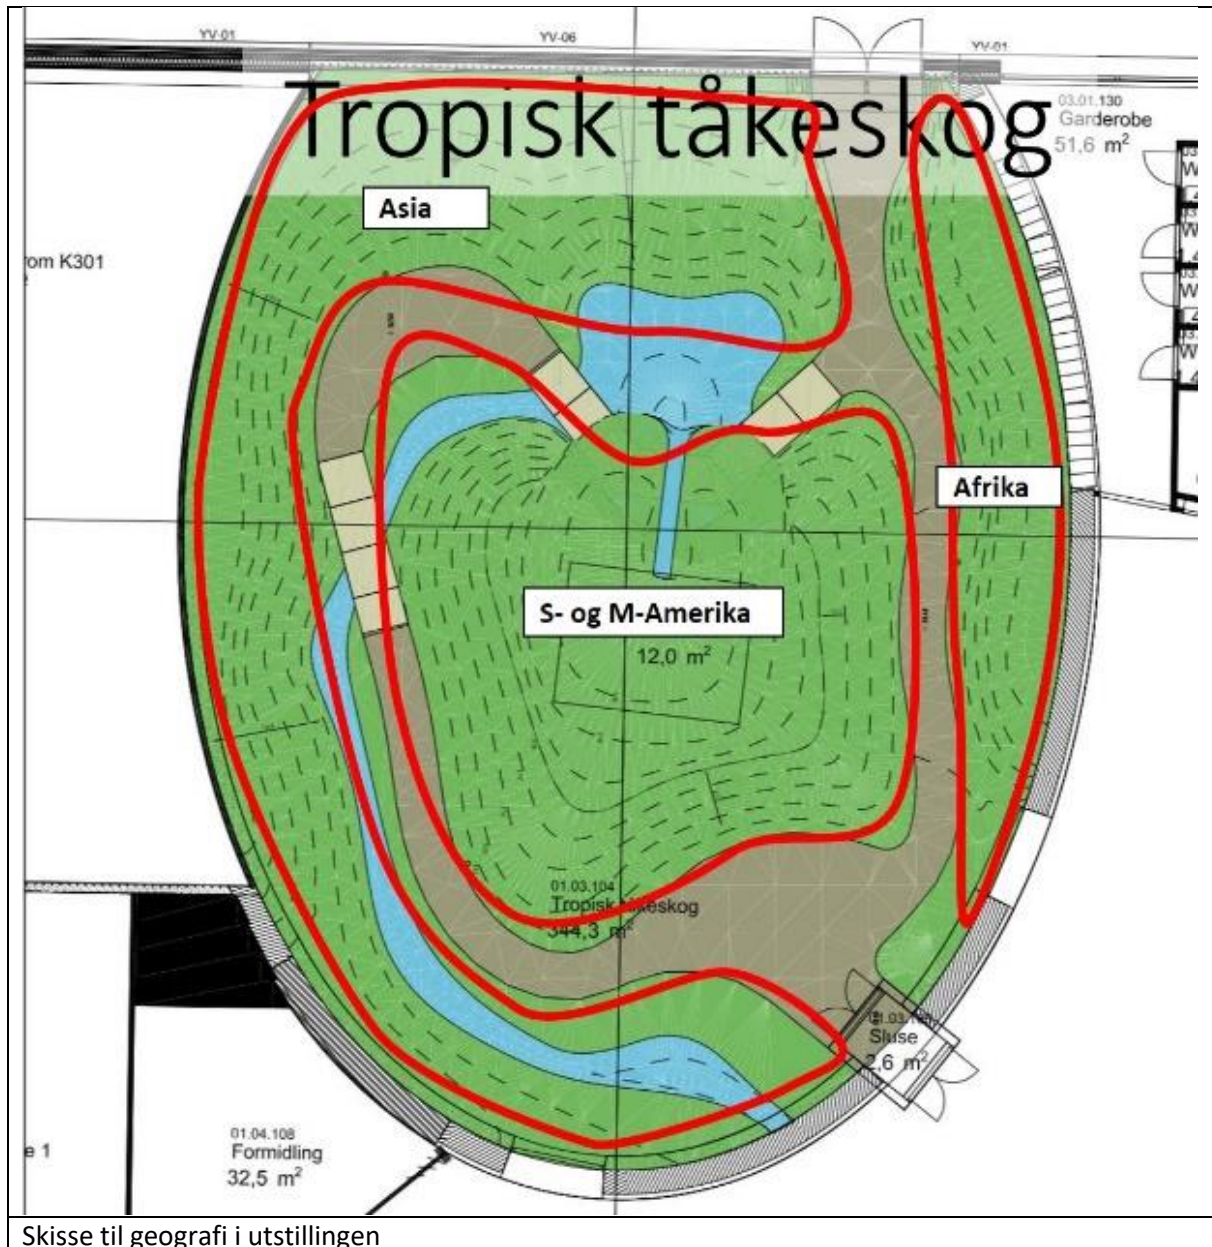 YV-01
YV-06
YV-01
Tropisk tåkeskog
03.01.130
Garderobe
51,6 m²
Asia
rom K301
Afrika
S- og M-Amerika
12,0 m²
01.03.104
Tropisk tåkeskog
344,3 m²
Sluse
2,6 m²
01.04.108
Formidling
32,5 m²
e 1
Skisse til geografi i utstillingen